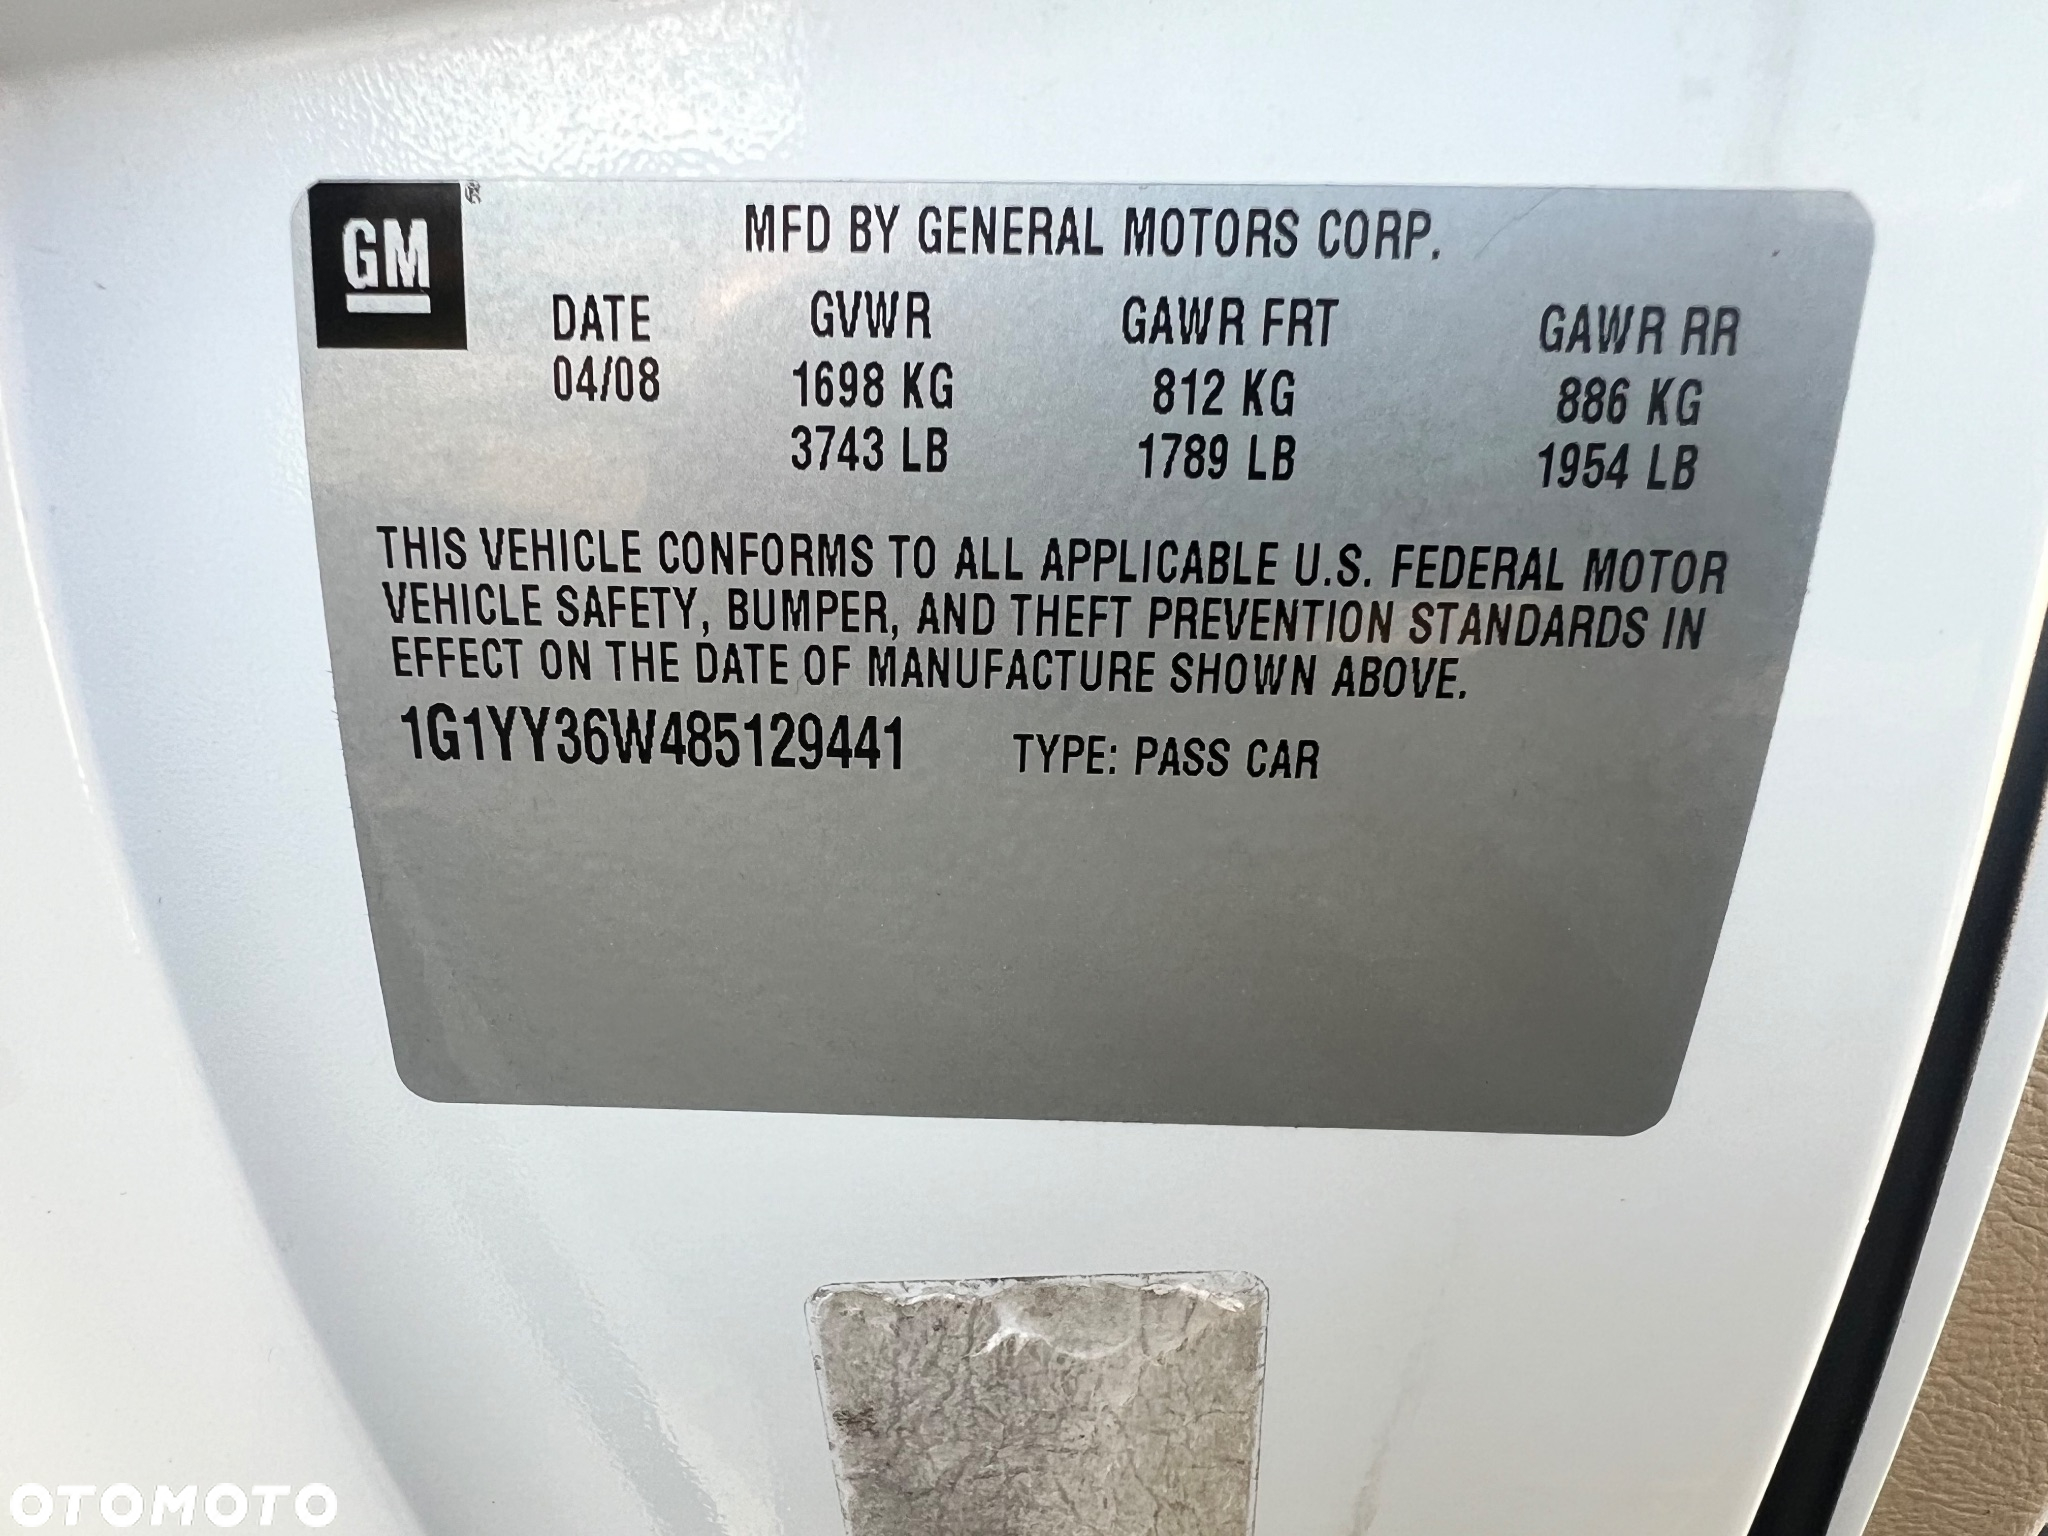 GM ®
MFD BY GENERAL MOTORS CORP.
DATE GVWR GAWR FRT GAWR RR
04/08 1698 KG 812 KG 886 KG
3743 LB 1789 LB 1954 LB
THIS VEHICLE CONFORMS TO ALL APPLICABLE U.S. FEDERAL MOTOR
VEHICLE SAFETY, BUMPER, AND THEFT PREVENTION STANDARDS IN
EFFECT ON THE DATE OF MANUFACTURE SHOWN ABOVE.
1G1YY36W485129441 TYPE: PASS CAR
OTOMOTO